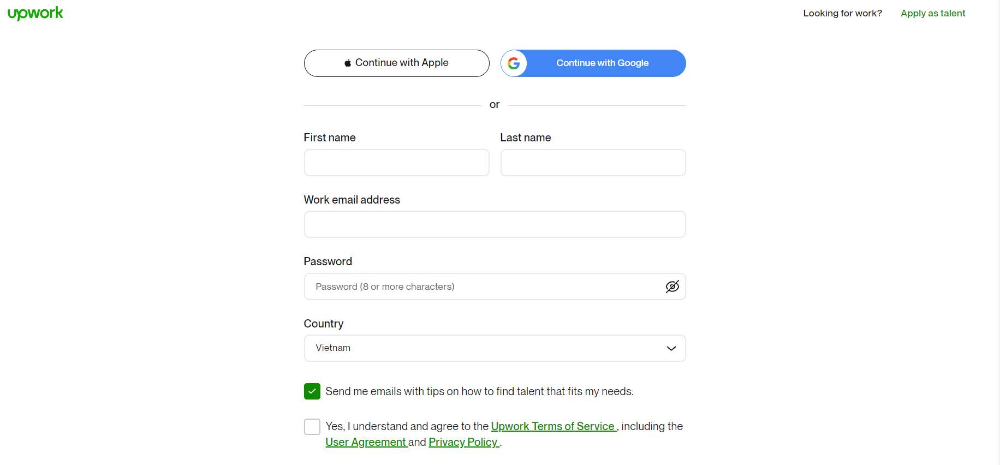 upwork
Looking for work?
Apply as talent
Continue with Apple
Continue with Google
or
First name
Last name
Work email address
Password
Password (8 or more characters)
Country
Vietnam
Send me emails with tips on how to find talent that fits my needs.
Yes, I understand and agree to the Upwork Terms of Service , including the
User Agreement and Privacy Policy .